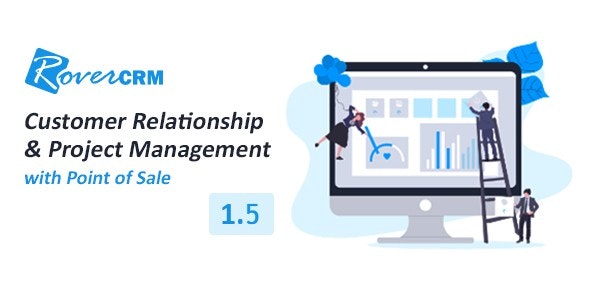 RoverCRM
Customer Relationship
& Project Management
with Point of Sale
1.5